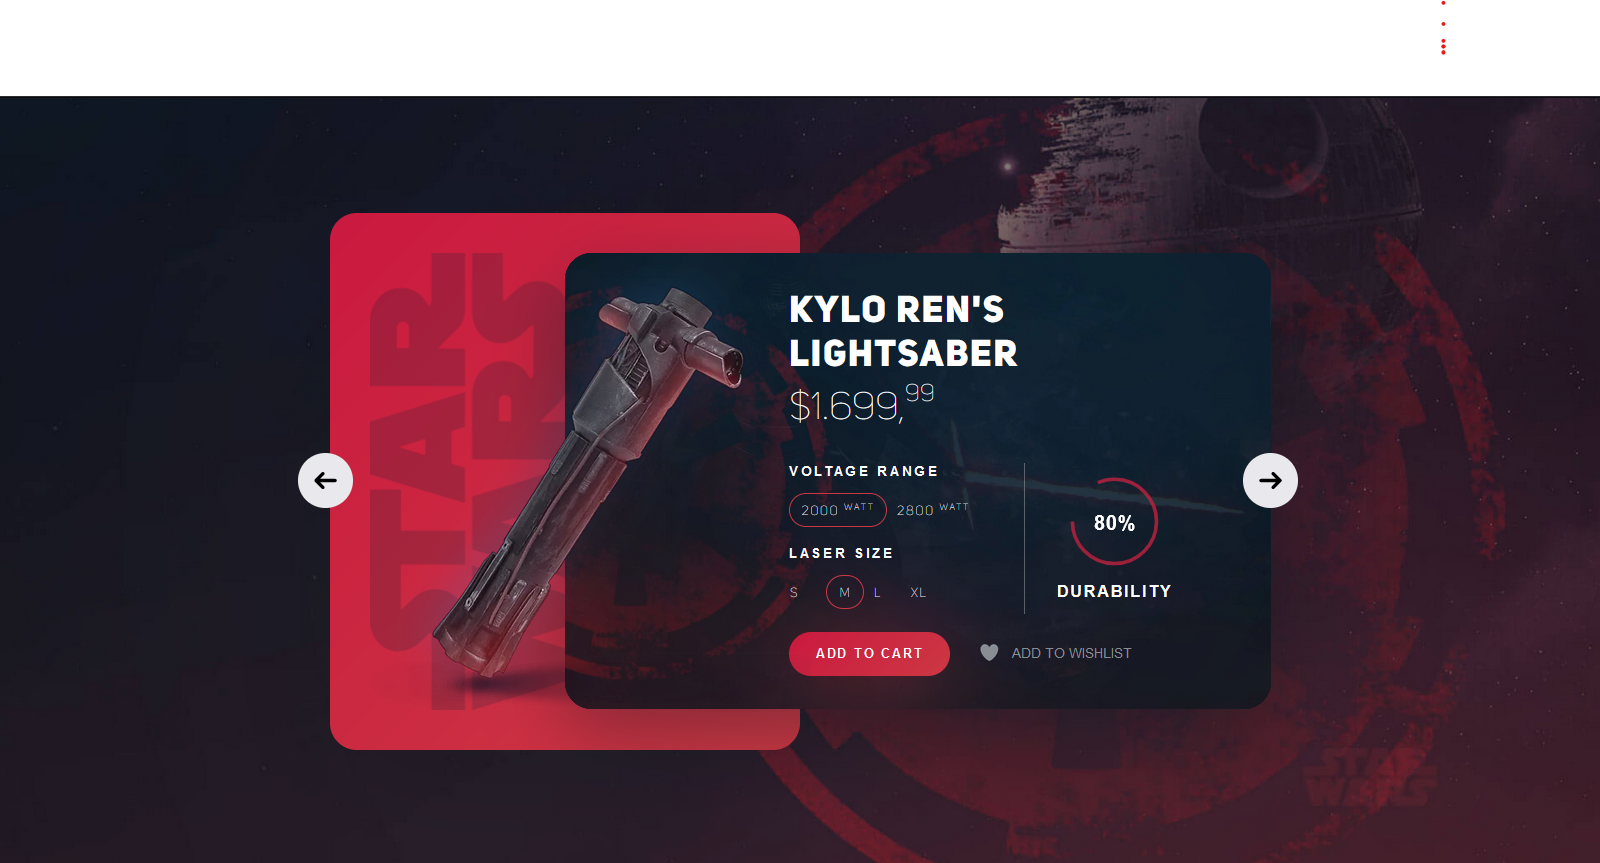 STAR
WARS
KYLO REN'S
LIGHTSABER
$1.699,99
VOLTAGE RANGE
2000 WATT 2800 WATT
LASER SIZE
S M L XL
80%
DURABILITY
ADD TO CART
ADD TO WISHLIST
STAR
WARS